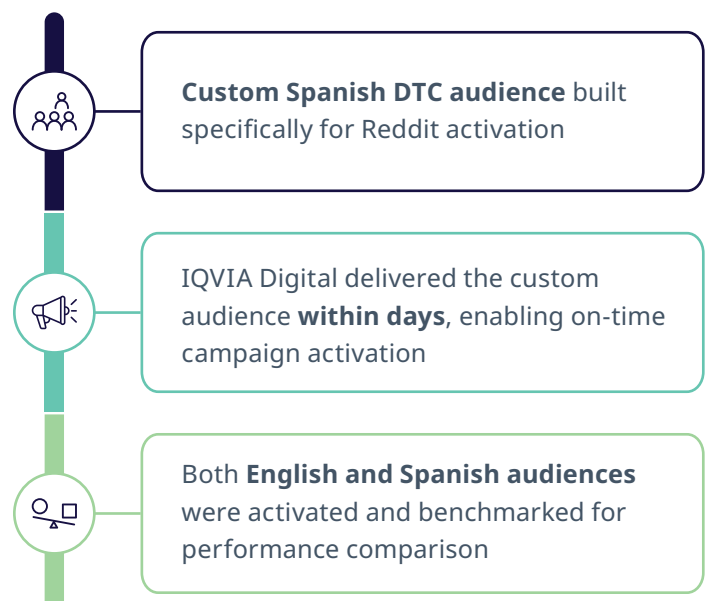 Custom Spanish DTC audience built
specifically for Reddit activation
IQVIA Digital delivered the custom
audience within days, enabling on-time
campaign activation
Both English and Spanish audiences
were activated and benchmarked for
performance comparison